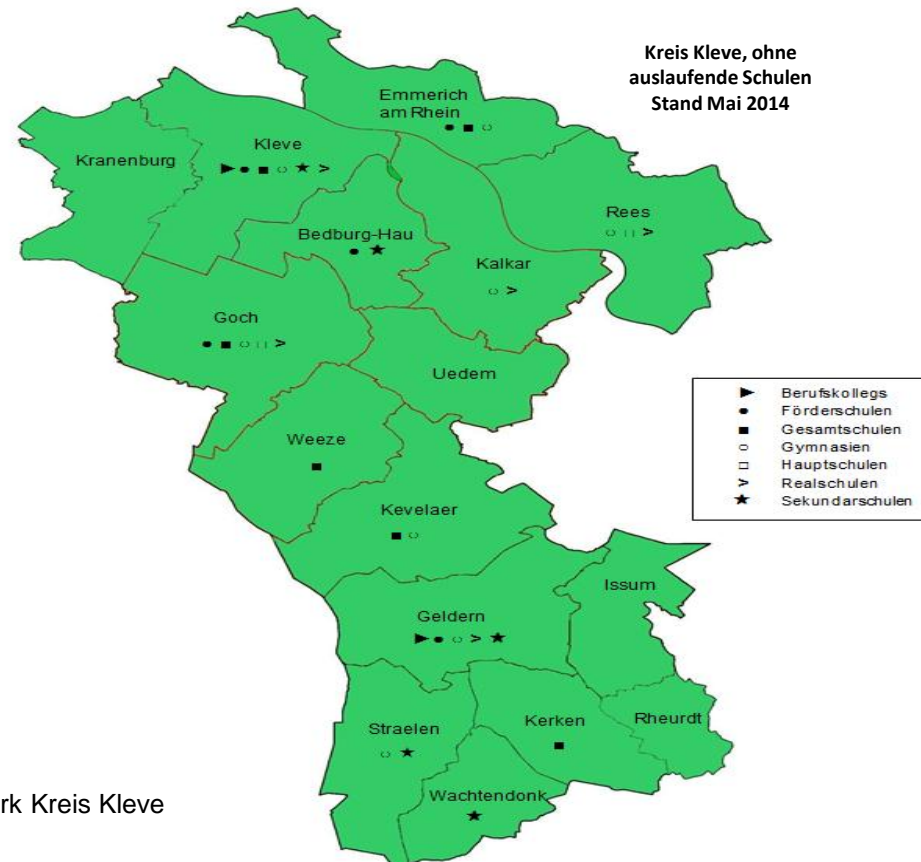 Kreis Kleve, ohne
auslaufende Schulen
Stand Mai 2014
Emmerich
am Rhein
Kleve
Kranenburg
Rees
Bedburg-Hau
Kalkar
Goch
Uedem
Weeze
Kevelaer
Issum
Geldern
Straelen
Kerken
Rheurdt
Wachtendonk
Berufskollegs
Förderschulen
Gesamtschulen
Gymnasien
Hauptschulen
Realschulen
Sekundarschulen
rk Kreis Kleve